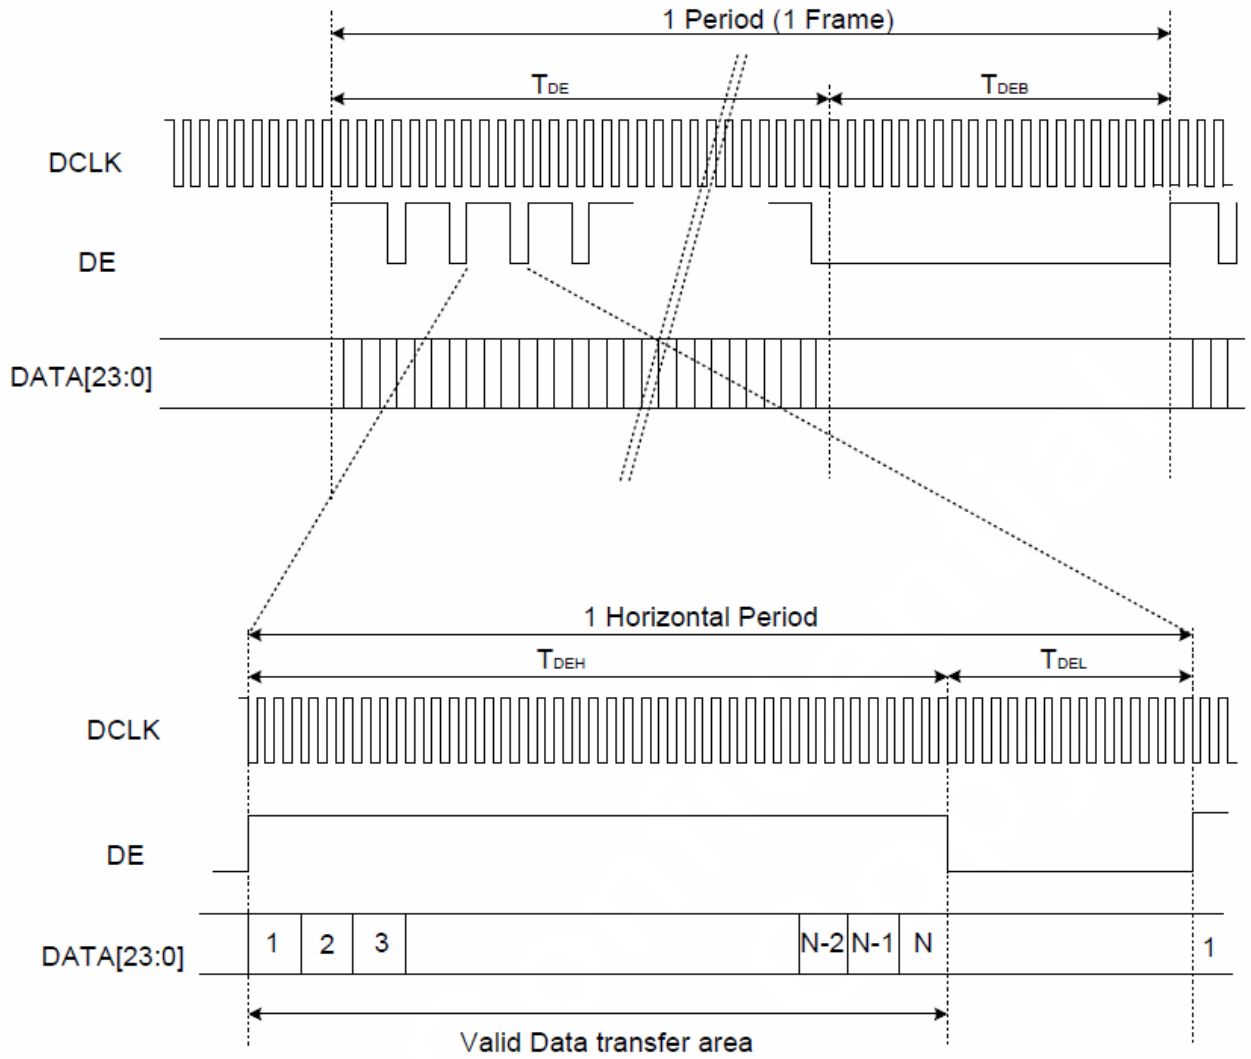 1 Period (1 Frame)
TDE
TDEB
DCLK
DE
DATA[23:0]
1 Horizontal Period
TDEH
TDEL
DCLK
DE
DATA[23:0]
1 2 3 N-2 N-1 N 1
Valid Data transfer area